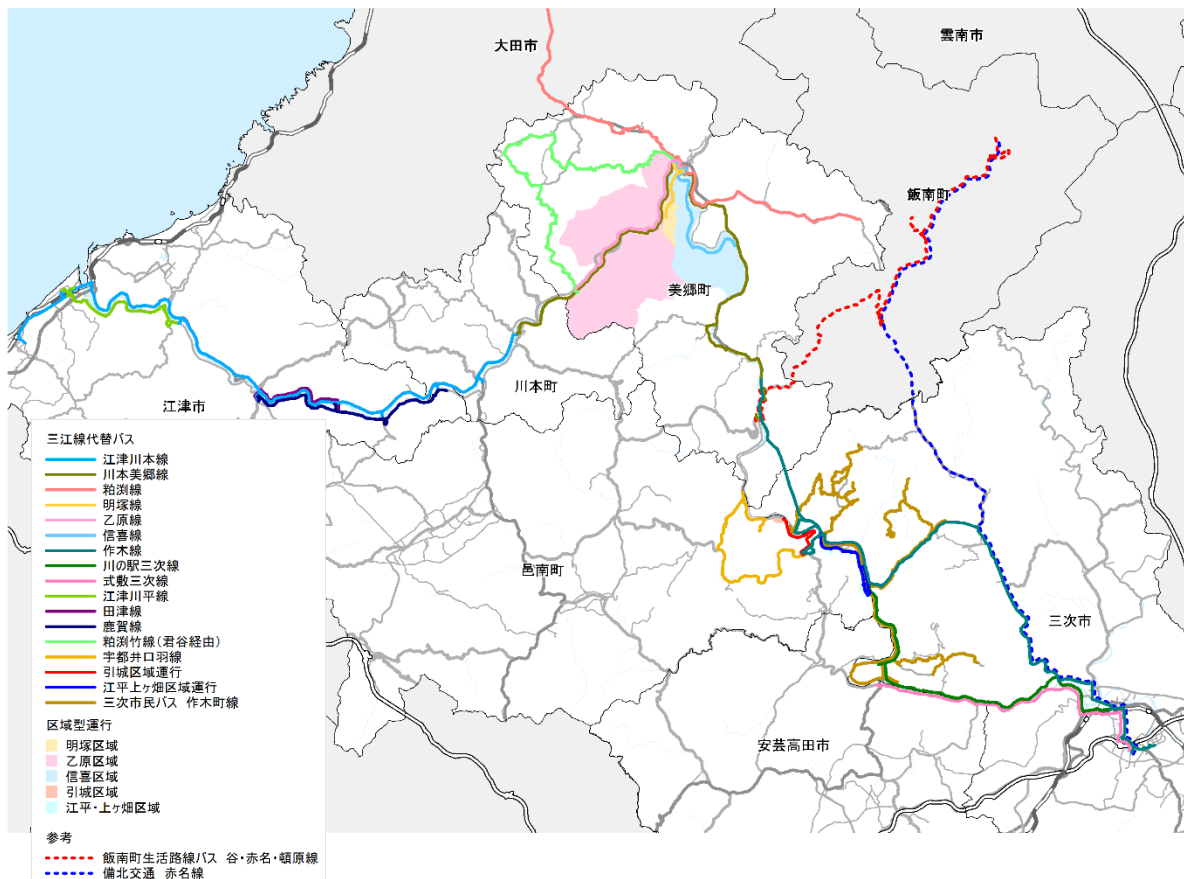 大田市
雲南市
飯南町
美郷町
川本町
江津市
邑南町
三次市
安芸高田市
三江線代替バス
江津川本線
川本美郷線
粕渕線
明塚線
乙原線
信喜線
作木線
川の駅三次線
式敷三次線
江津川平線
田津線
鹿賀線
粕渕竹線(君谷経由)
宇都井口羽線
引城区域運行
江平上ヶ畑区域運行
三次市民バス 作木町線
区域型運行
明塚区域
乙原区域
信喜区域
引城区域
江平・上ヶ畑区域
参考
飯南町生活路線バス 谷・赤名・頓原線
備北交通 赤名線